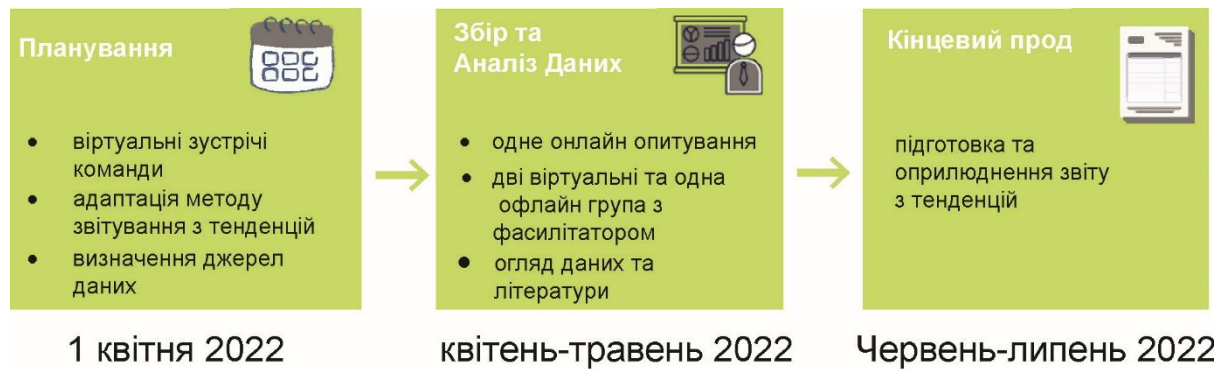 Планування
• віртуальні зустрічі
команди
• адаптація методу
звітування з тенденцій
• визначення джерел
даних
1 квітня 2022
Збір та
Аналіз Даних
• одне онлайн опитування
• дві віртуальні та одна
офлайн група з
фасилітатором
• огляд даних та
літератури
квітень-травень 2022
Кінцевий прод
підготовка та
оприлюднення звіту
з тенденцій
Червень-липень 2022